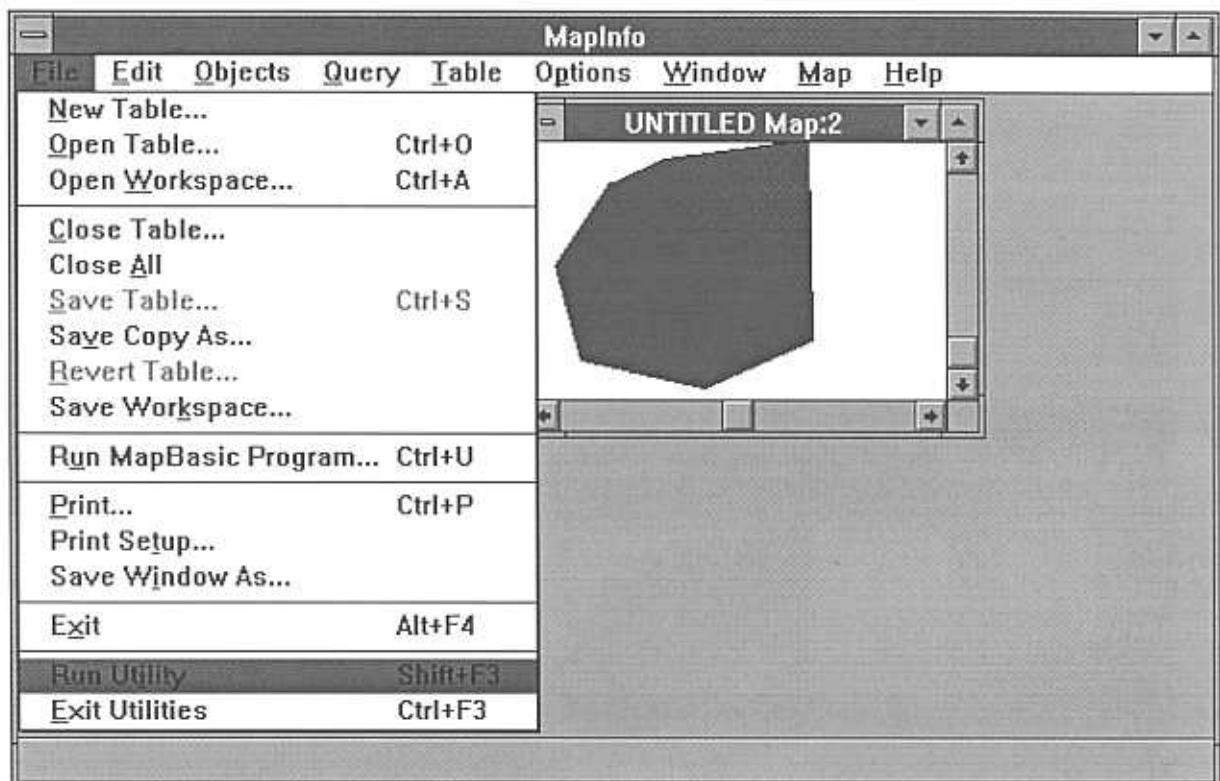 MapInfo
File Edit Objects Query Table Options Window Map Help
New Table...
Open Table... Ctrl+O
Open Workspace... Ctrl+A
Close Table...
Close All
Save Table... Ctrl+S
Save Copy As...
Revert Table...
Save Workspace...
Run MapBasic Program... Ctrl+U
Print... Ctrl+P
Print Setup...
Save Window As...
Exit Alt+F4
Run Utility Shift+F3
Exit Utilities Ctrl+F3
UNTITLED Map:2